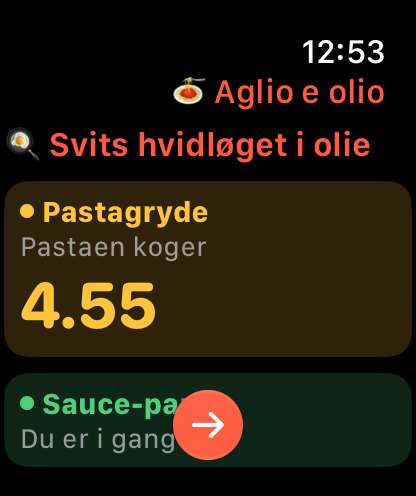 12:53
Aglio e olio
Svits hvidløget i olie
Pastagryde
Pastaen koger
4.55
Du er i gang